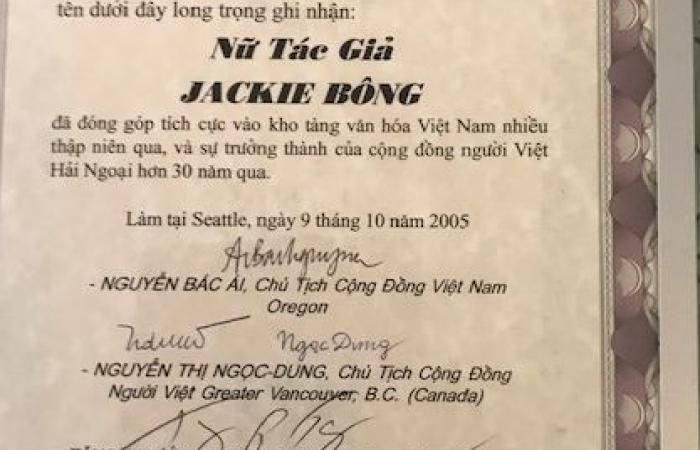 tên dưới đây long trọng ghi nhận:
Nữ Tác Giả
JACKIE BÔNG
đã đóng góp tích cực vào kho tàng văn hóa Việt Nam nhiều
thập niên qua, và sự trưởng thành của cộng đồng người Việt
Hải Ngoại hơn 30 năm qua.
Làm tại Seattle, ngày 9 tháng 10 năm 2005
- NGUYỄN BÁC ÁI, Chủ Tịch Cộng Đồng Việt Nam
Oregon
Ngọc Dung
- NGUYỄN THỊ NGỌC-DUNG, Chủ Tịch Cộng Đồng
Người Việt Greater Vancouver, B.C. (Canada)